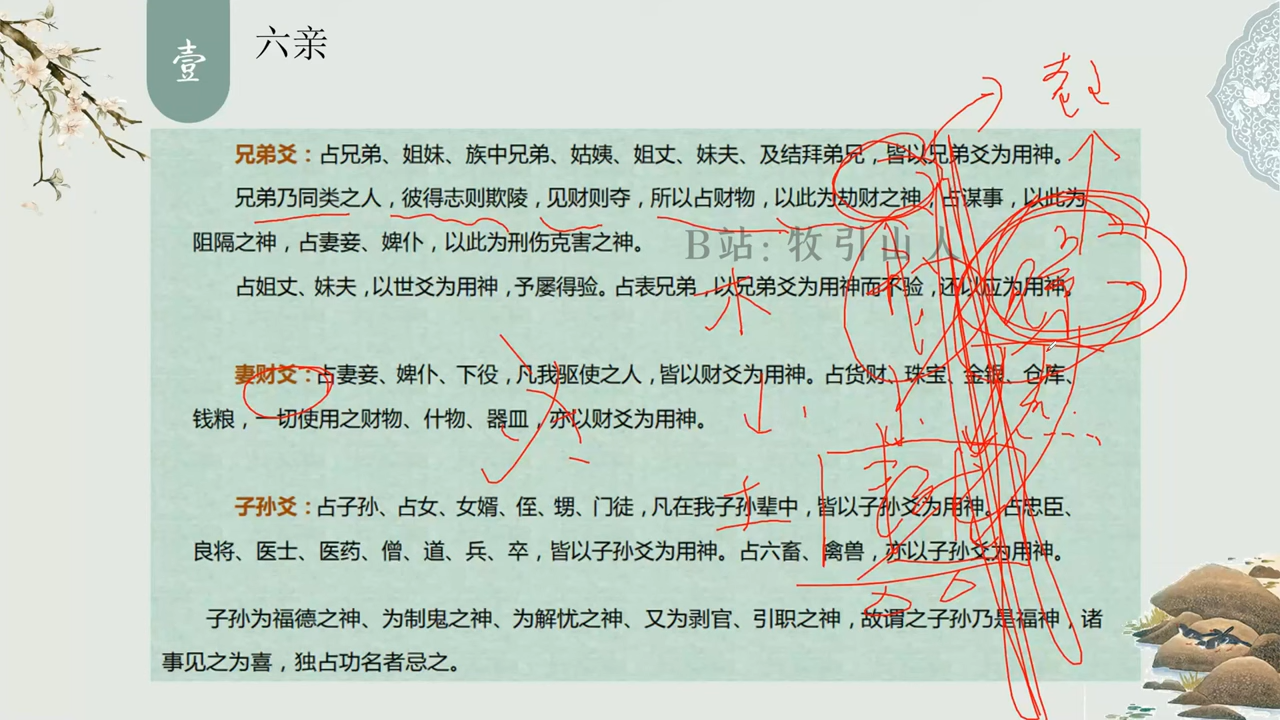 壹
六亲
兄弟爻：占兄弟、姐妹、族中兄弟、姑姨、姐丈、妹夫、及结拜弟兄，皆以兄弟爻为用神。
兄弟乃同类之人，彼得志则欺陵，见财则夺，所以占财物，以此为劫财之神，占谋事，以此为
阻隔之神，占妻妾、婢仆，以此为刑伤克害之神。
B站：牧引山人
占姐丈、妹夫，以世爻为用神，予屡得验。占表兄弟，以兄弟爻为用神而不验，还以应为用神。
木
妻财爻：占妻妾、婢仆、下役，凡我驱使之人，皆以财爻为用神。占货财、珠宝、金银、仓库、
钱粮，一切使用之财物、什物、器皿，亦以财爻为用神。
土
子孙爻：占子孙、占女、女婿、侄、甥、门徒，凡在我子孙辈中，皆以子孙爻为用神。占忠臣、
良将、医士、医药、僧、道、兵、卒，皆以子孙爻为用神。占六畜、禽兽，亦以子孙爻为用神。
子孙为福德之神、为制鬼之神、为解忧之神、又为剥官、引职之神，故谓之子孙乃是福神，诸
事见之为喜，独占功名者忌之。